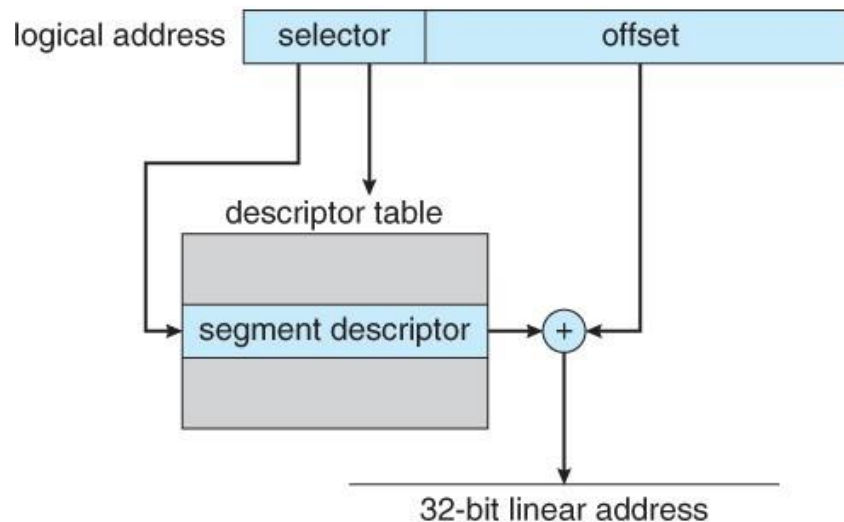 logical address selector offset
descriptor table
segment descriptor +
32-bit linear address